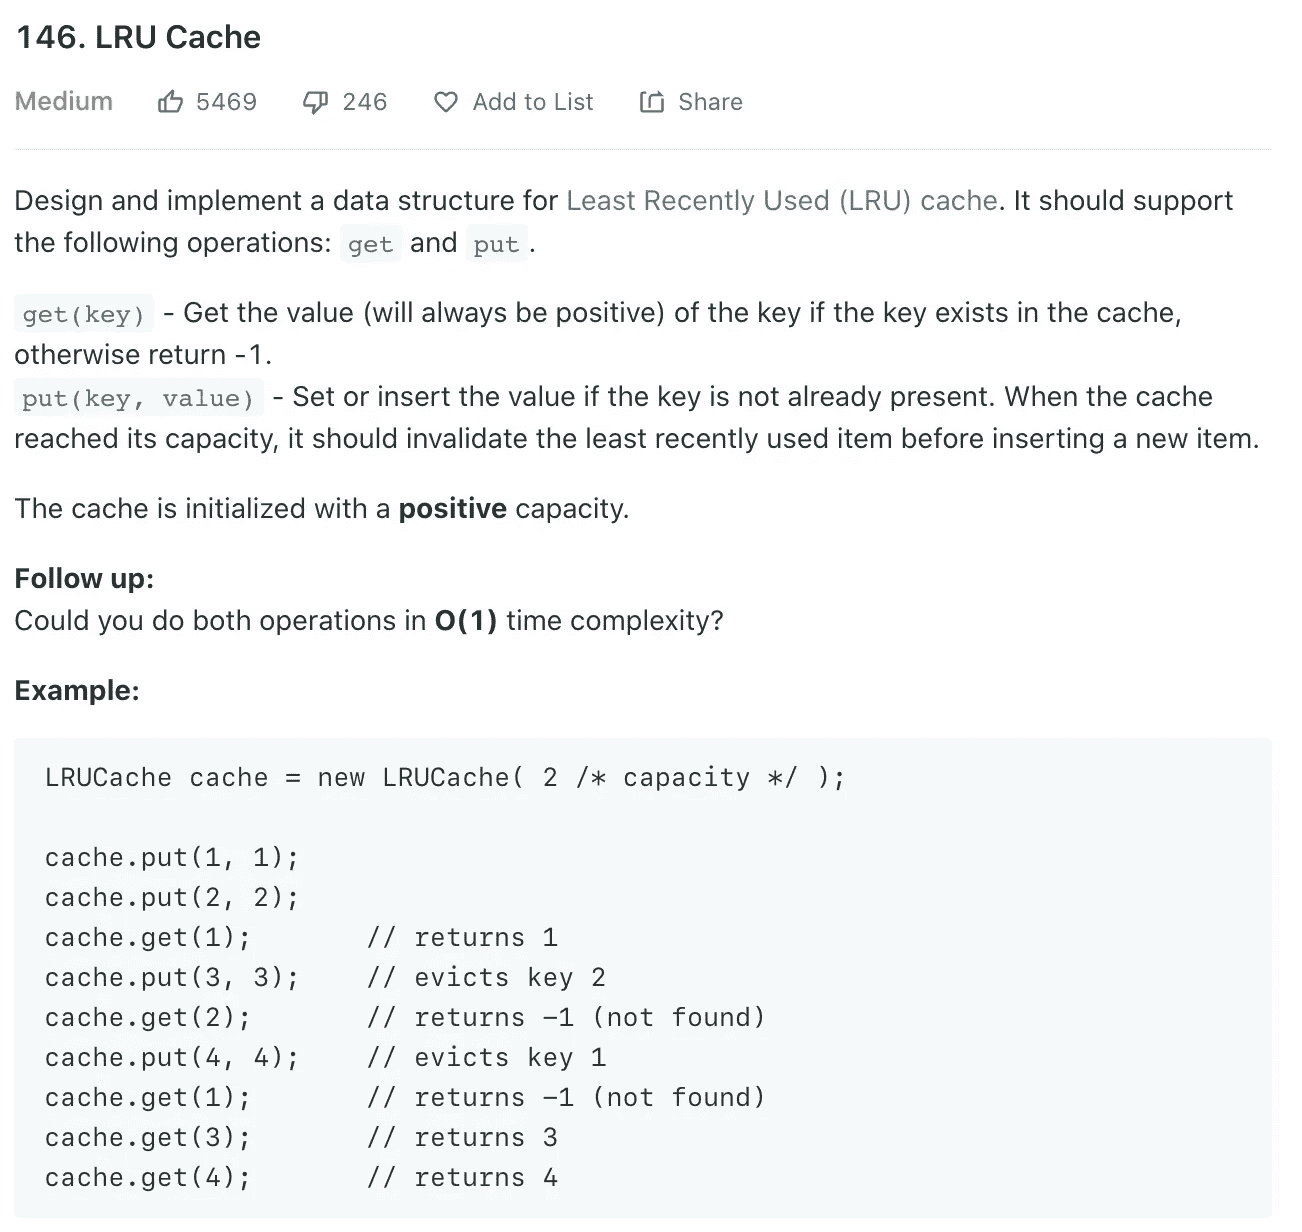 146. LRU Cache
Medium 5469 246 Add to List Share
Design and implement a data structure for Least Recently Used (LRU) cache. It should support
the following operations: get and put .
get(key) - Get the value (will always be positive) of the key if the key exists in the cache,
otherwise return -1.
put(key, value) - Set or insert the value if the key is not already present. When the cache
reached its capacity, it should invalidate the least recently used item before inserting a new item.
The cache is initialized with a positive capacity.
Follow up:
Could you do both operations in O(1) time complexity?
Example:
LRUCache cache = new LRUCache( 2 /* capacity */ );
cache.put(1, 1);
cache.put(2, 2);
cache.get(1);       // returns 1
cache.put(3, 3);    // evicts key 2
cache.get(2);       // returns -1 (not found)
cache.put(4, 4);    // evicts key 1
cache.get(1);       // returns -1 (not found)
cache.get(3);       // returns 3
cache.get(4);       // returns 4